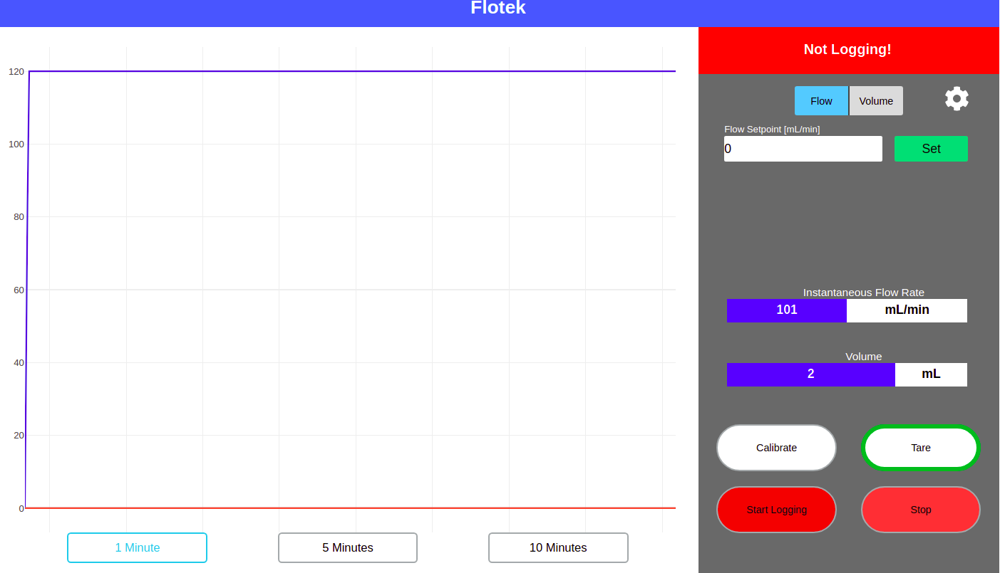 Flotek
Not Logging!
Flow Volume
Flow Setpoint [mL/min]
0 Set
120
100
80
60
40
20
0
Instantaneous Flow Rate
101 mL/min
Volume
2 mL
Calibrate Tare
Start Logging Stop
1 Minute 5 Minutes 10 Minutes